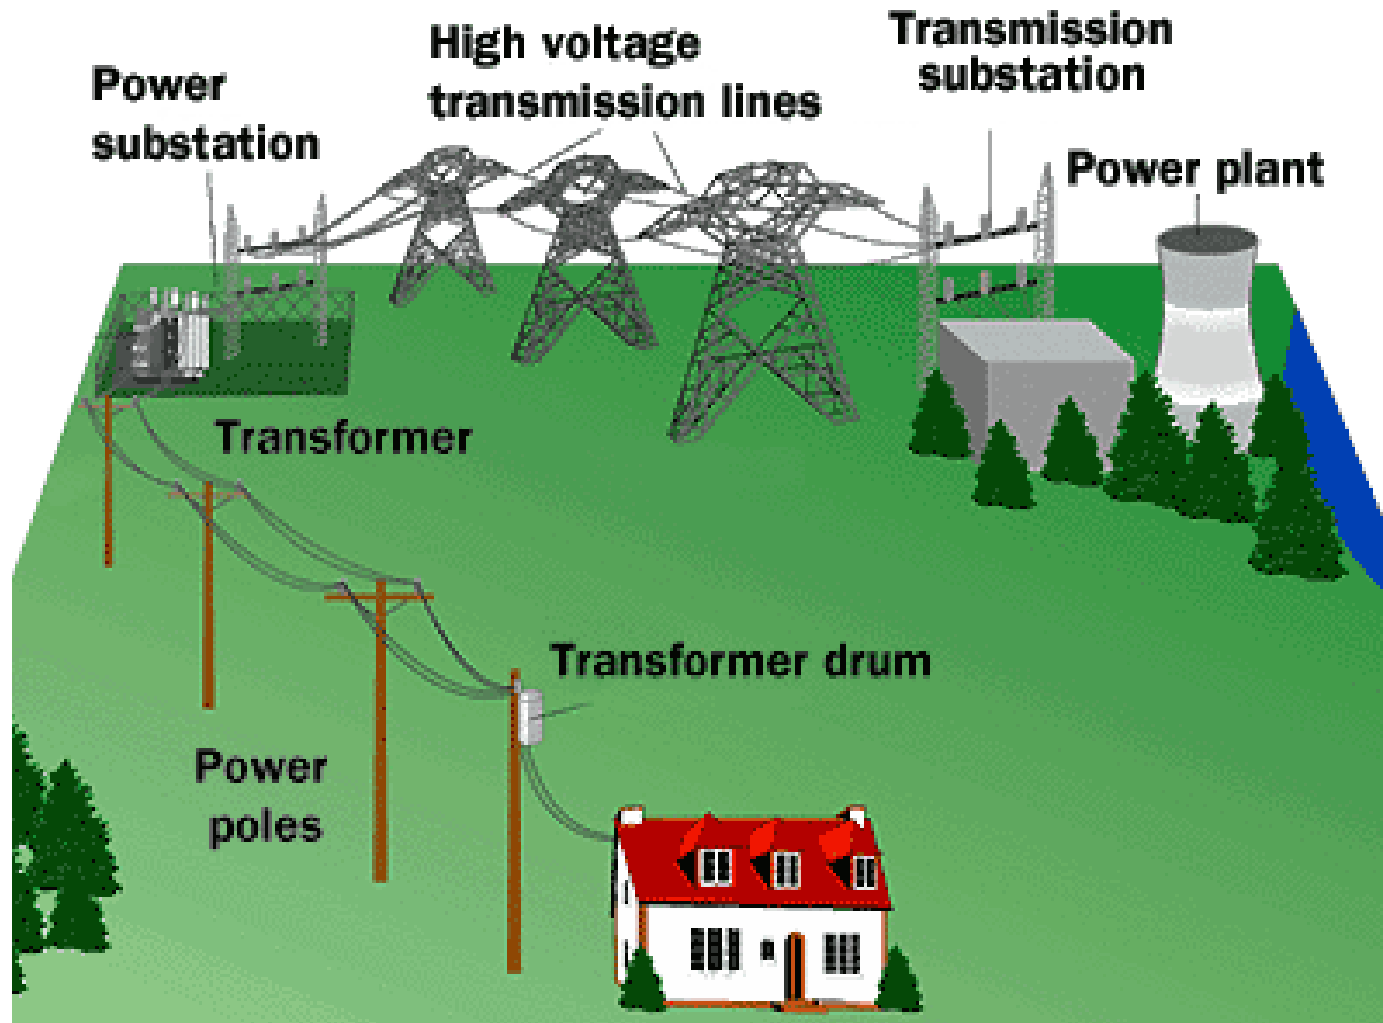 High voltage
transmission lines
Transmission
substation
Power
substation
Power plant
Transformer
Transformer drum
Power
poles